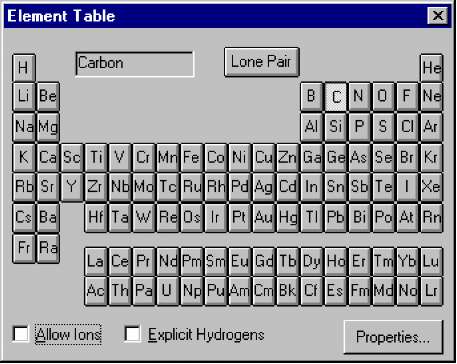 Element Table
Carbon
Lone Pair
H He
Li Be B C N O F Ne
Na Mg Al Si P S Cl Ar
K Ca Sc Ti V Cr Mn Fe Co Ni Cu Zn Ga Ge As Se Br Kr
Rb Sr Y Zr Nb Mo Tc Ru Rh Pd Ag Cd In Sn Sb Te I Xe
Cs Ba Hf Ta W Re Os Ir Pt Au Hg Tl Pb Bi Po At Rn
Fr Ra
La Ce Pr Nd Pm Sm Eu Gd Tb Dy Ho Er Tm Yb Lu
Ac Th Pa U Np Pu Am Cm Bk Cf Es Fm Md No Lr
Allow Ions
Explicit Hydrogens
Properties...